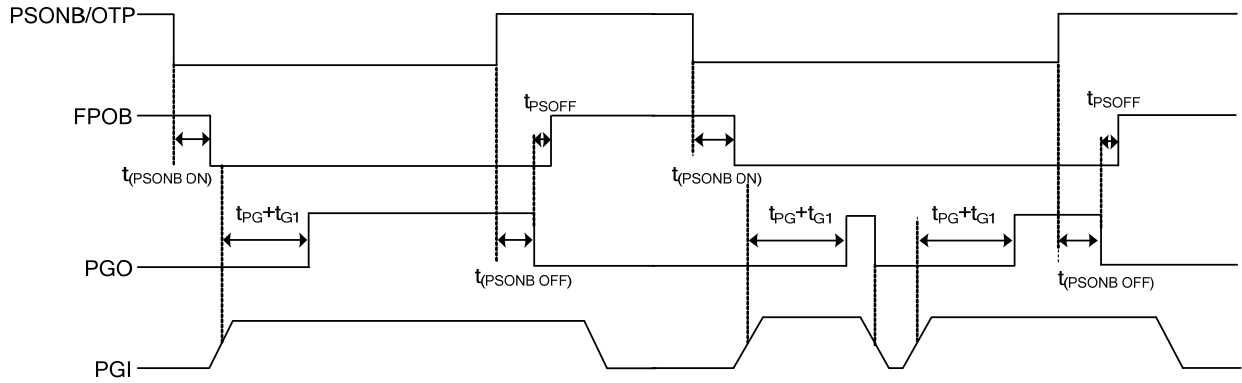 PSONB/OTP
tPSOFF
tPSOFF
FPOB
t(PSONB ON)
t(PSONB ON)
tPG+tG1
tPG+tG1
tPG+tG1
PGO
t(PSONB OFF)
t(PSONB OFF)
PGI